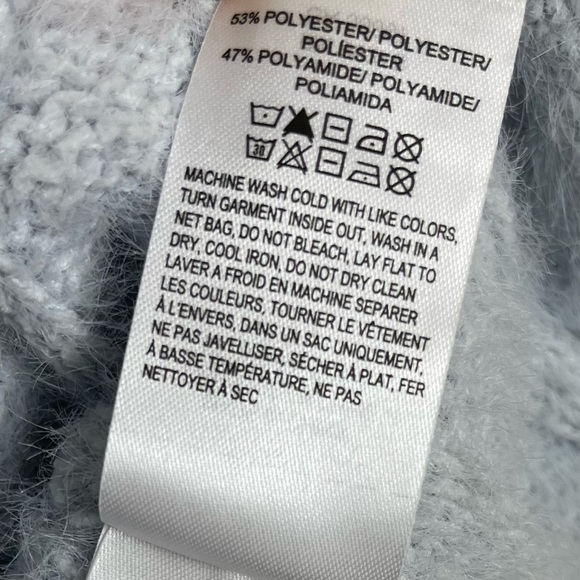 53% POLYESTER/ POLYESTER/
POLIESTER
47% POLYAMIDE/ POLYAMIDE/
POLIAMIDA
30
MACHINE WASH COLD WITH LIKE COLORS,
TURN GARMENT INSIDE OUT, WASH IN A
NET BAG, DO NOT BLEACH, LAY FLAT TO
DRY, COOL IRON, DO NOT DRY CLEAN
LAVER A FROID EN MACHINE SEPARER
LES COULEURS, TOURNER LE VÊTEMENT
À L'ENVERS, DANS UN SAC UNIQUEMENT,
NE PAS JAVELLISER, SÉCHER À PLAT, FER
À BASSE TEMPÉRATURE, NE PAS
NETTOYER À SEC